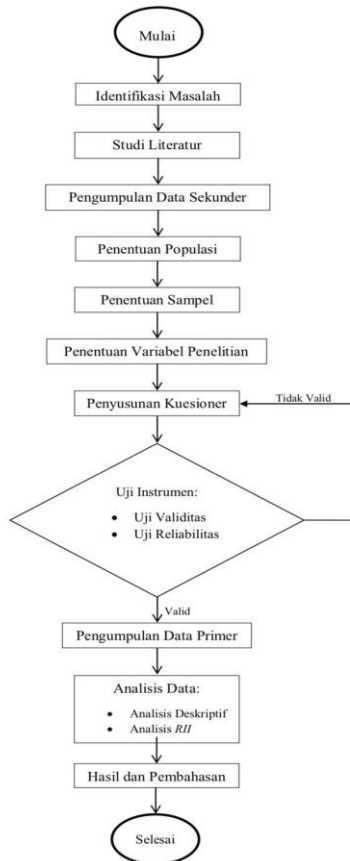 Mulai
Identifikasi Masalah
Studi Literatur
Pengumpulan Data Sekunder
Penentuan Populasi
Penentuan Sampel
Penentuan Variabel Penelitian
Penyusunan Kuesioner
Tidak Valid
Uji Instrumen:
• Uji Validitas
• Uji Reliabilitas
Valid
Pengumpulan Data Primer
Analisis Data:
• Analisis Deskriptif
• Analisis RII
Hasil dan Pembahasan
Selesai